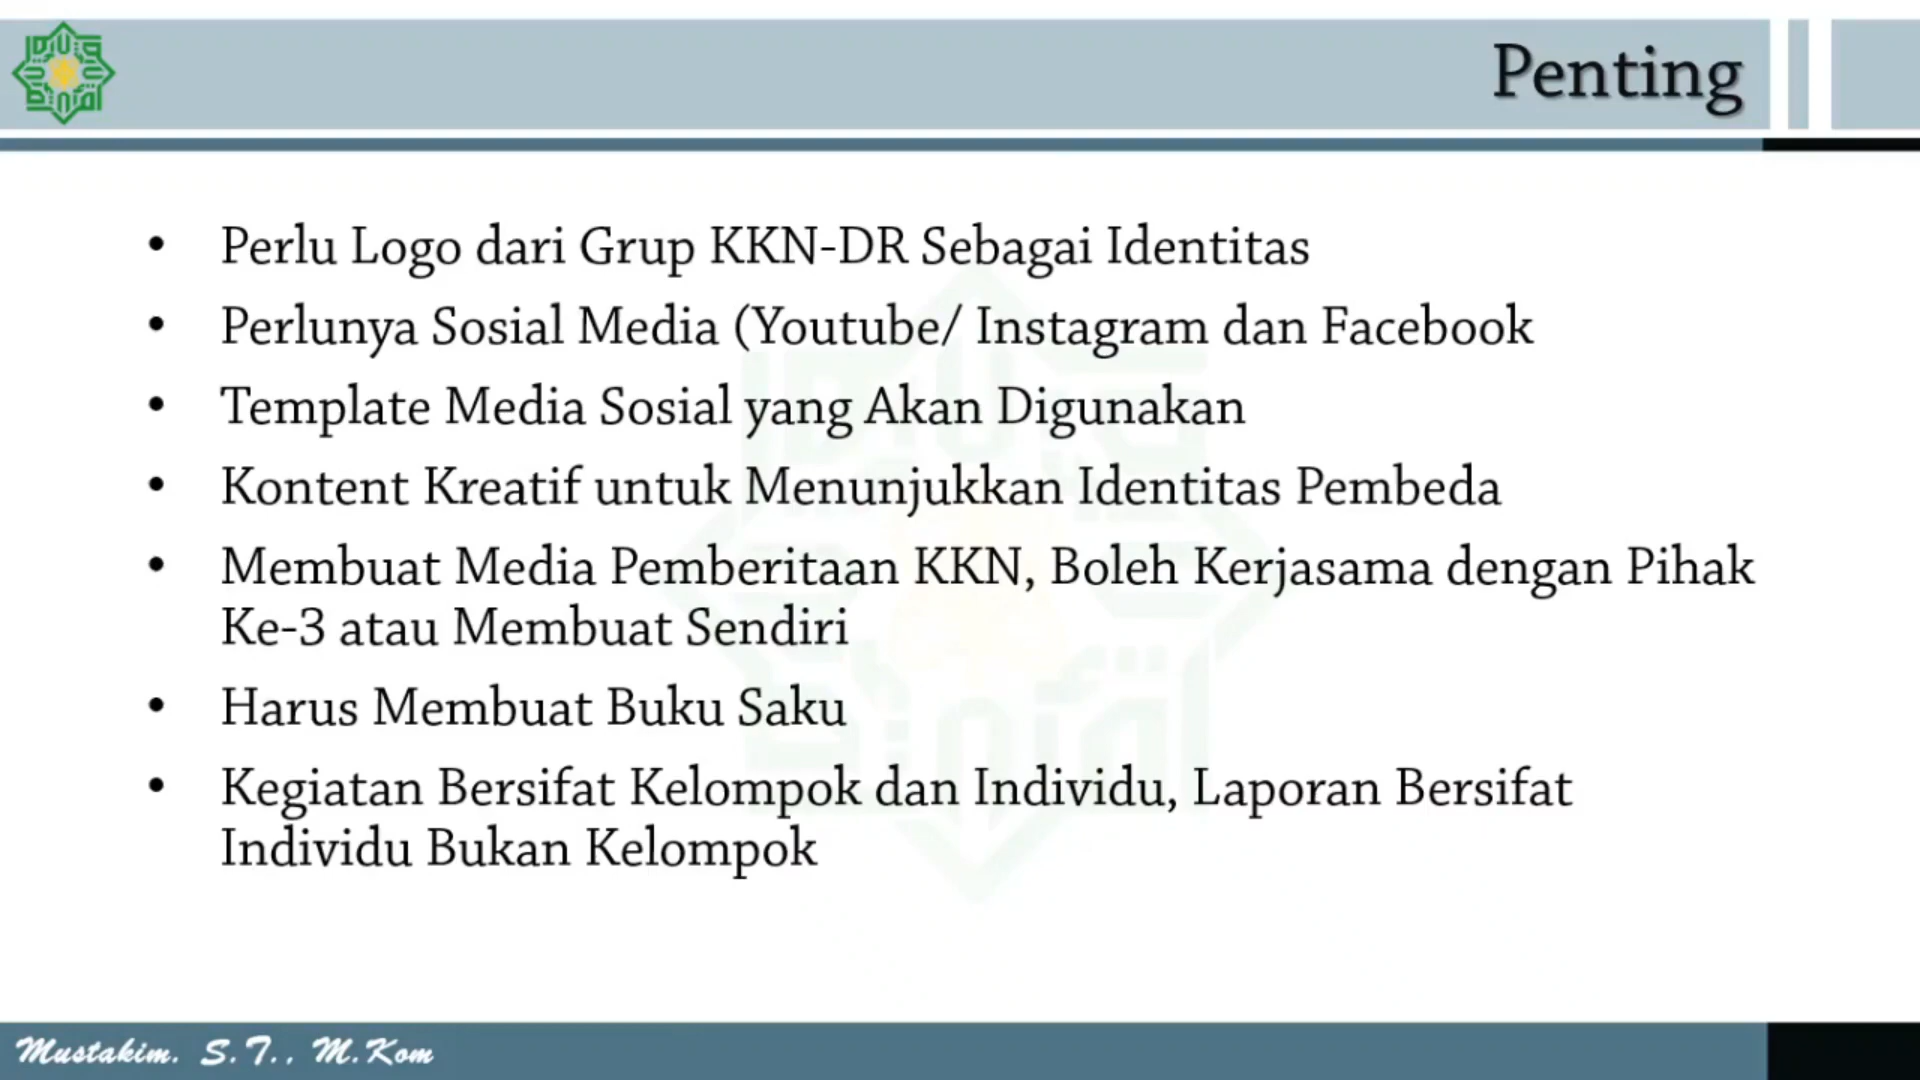 Penting
• Perlu Logo dari Grup KKN-DR Sebagai Identitas
• Perlunya Sosial Media (Youtube/ Instagram dan Facebook
• Template Media Sosial yang Akan Digunakan
• Kontent Kreatif untuk Menunjukkan Identitas Pembeda
• Membuat Media Pemberitaan KKN, Boleh Kerjasama dengan Pihak
Ke-3 atau Membuat Sendiri
• Harus Membuat Buku Saku
• Kegiatan Bersifat Kelompok dan Individu, Laporan Bersifat
Individu Bukan Kelompok
Mustakim. S.T., M.Kom